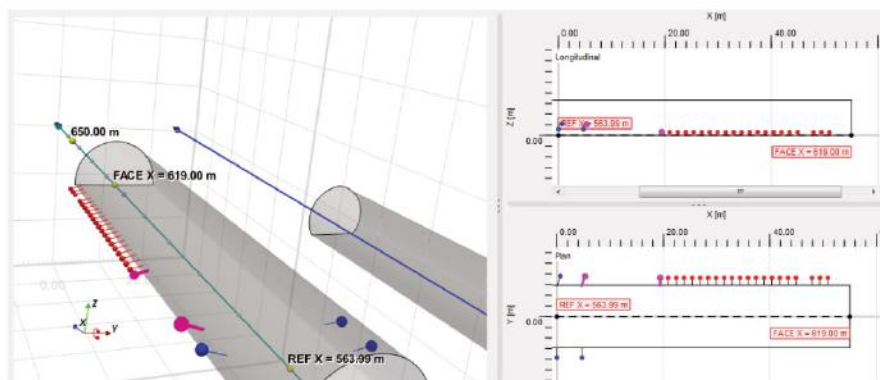 650.00 m
FACE X = 619.00 m
0.00
Z
X
Y
REF X = 563.99 m
X [m]
0.00
40.00
Longitudinal
Z [m]
REF X = 563.99 m
0.00
FACE X = 619.00 m
X [m]
0.00
20.00
40.00
Plan
Y [m]
REF X = 563.99 m
0.00
FACE X = 619.00 m